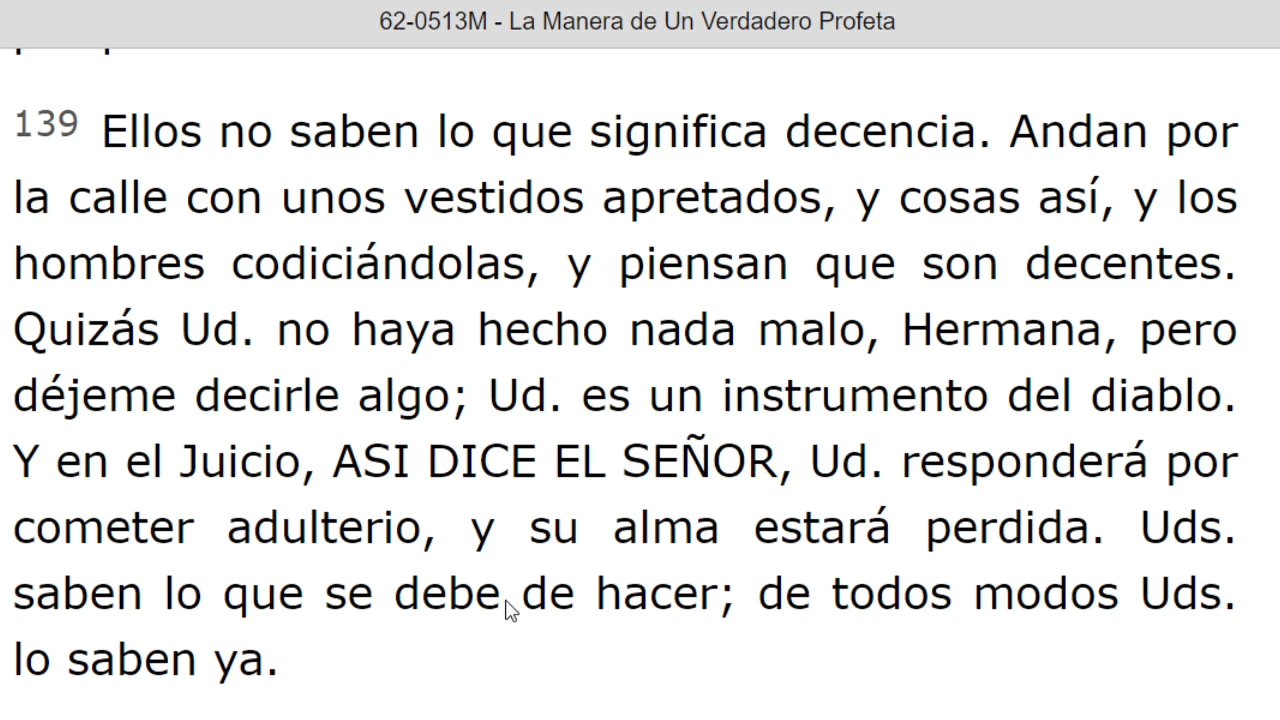 62-0513M - La Manera de Un Verdadero Profeta
139 Ellos no saben lo que significa decencia. Andan por
la calle con unos vestidos apretados, y cosas así, y los
hombres codiciándolas, y piensan que son decentes.
Quizás Ud. no haya hecho nada malo, Hermana, pero
déjeme decirle algo; Ud. es un instrumento del diablo.
Y en el Juicio, ASI DICE EL SEÑOR, Ud. responderá por
cometer adulterio, y su alma estará perdida. Uds.
saben lo que se debe de hacer; de todos modos Uds.
lo saben ya.